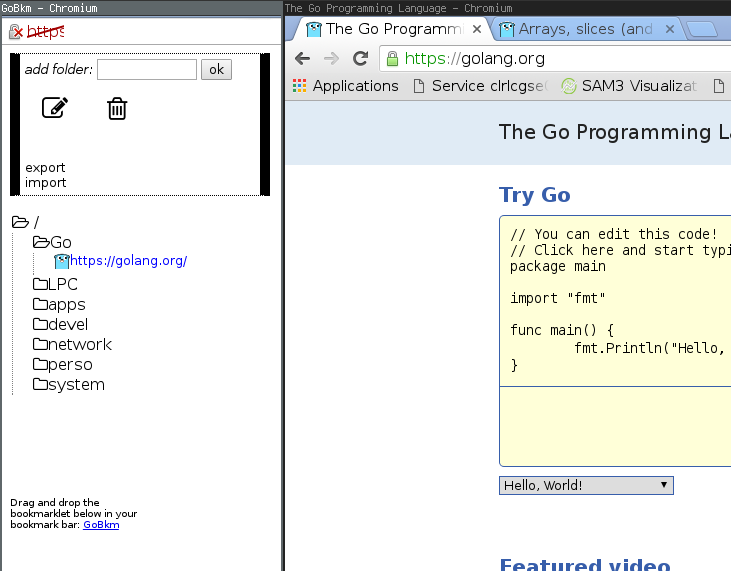 GoBkm - Chromium
https
add folder:
ok
export
import
/
Go
https://golang.org/
LPC
apps
devel
network
perso
system
Drag and drop the
bookmarklet below in your
bookmark bar: GoBkm
The Go Programming Language - Chromium
The Go Programm
Arrays, slices (and
https://golang.org
Applications
Service clrlcgse
SAM3 Visualizat
The Go Programming La
Try Go
// You can edit this code!
// Click here and start typi
package main
import "fmt"
func main() {
fmt.Println("Hello,
}
Hello, World!
Featured video